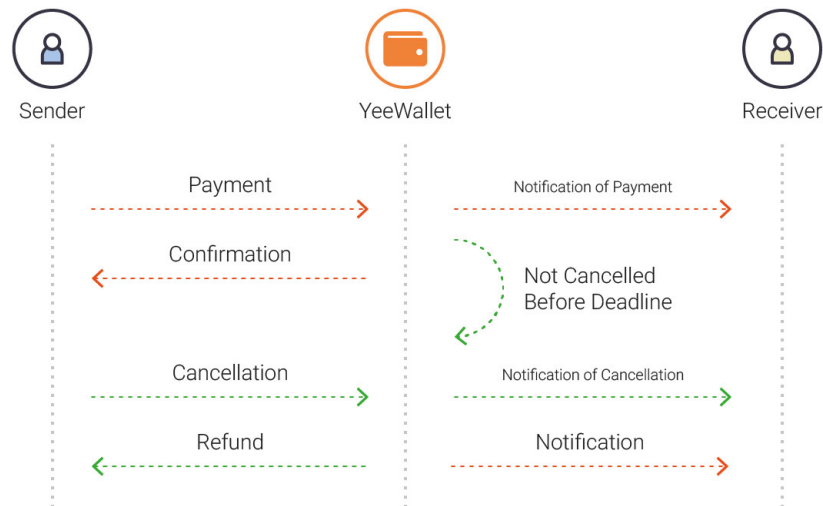 Sender
YeeWallet
Receiver
Payment
Notification of Payment
Confirmation
Not Cancelled
Before Deadline
Cancellation
Notification of Cancellation
Refund
Notification